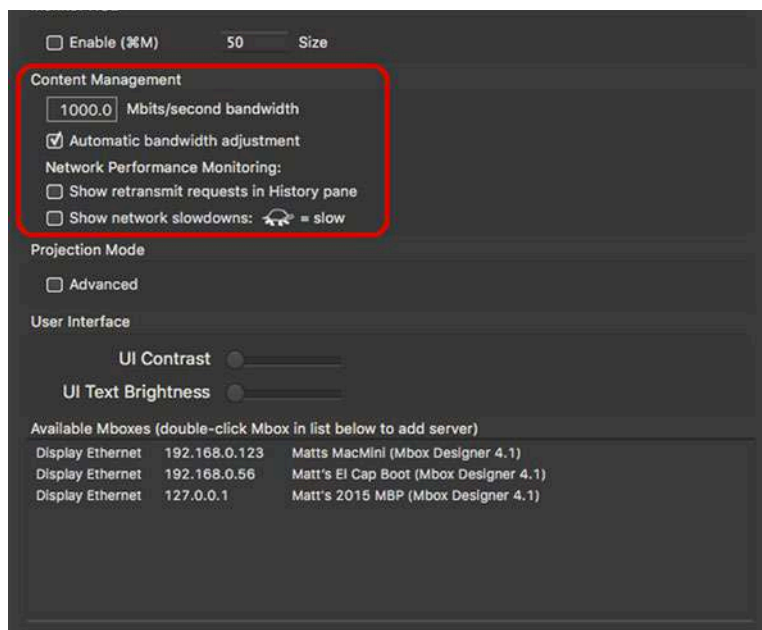 Enable (⌘M) 50 Size
Content Management
1000.0 Mbits/second bandwidth
Automatic bandwidth adjustment
Network Performance Monitoring:
Show retransmit requests in History pane
Show network slowdowns: = slow
Projection Mode
Advanced
User Interface
UI Contrast
UI Text Brightness
Available Mboxes (double-click Mbox in list below to add server)
Display Ethernet 192.168.0.123 Matts MacMini (Mbox Designer 4.1)
Display Ethernet 192.168.0.56 Matt's El Cap Boot (Mbox Designer 4.1)
Display Ethernet 127.0.0.1 Matt's 2015 MBP (Mbox Designer 4.1)